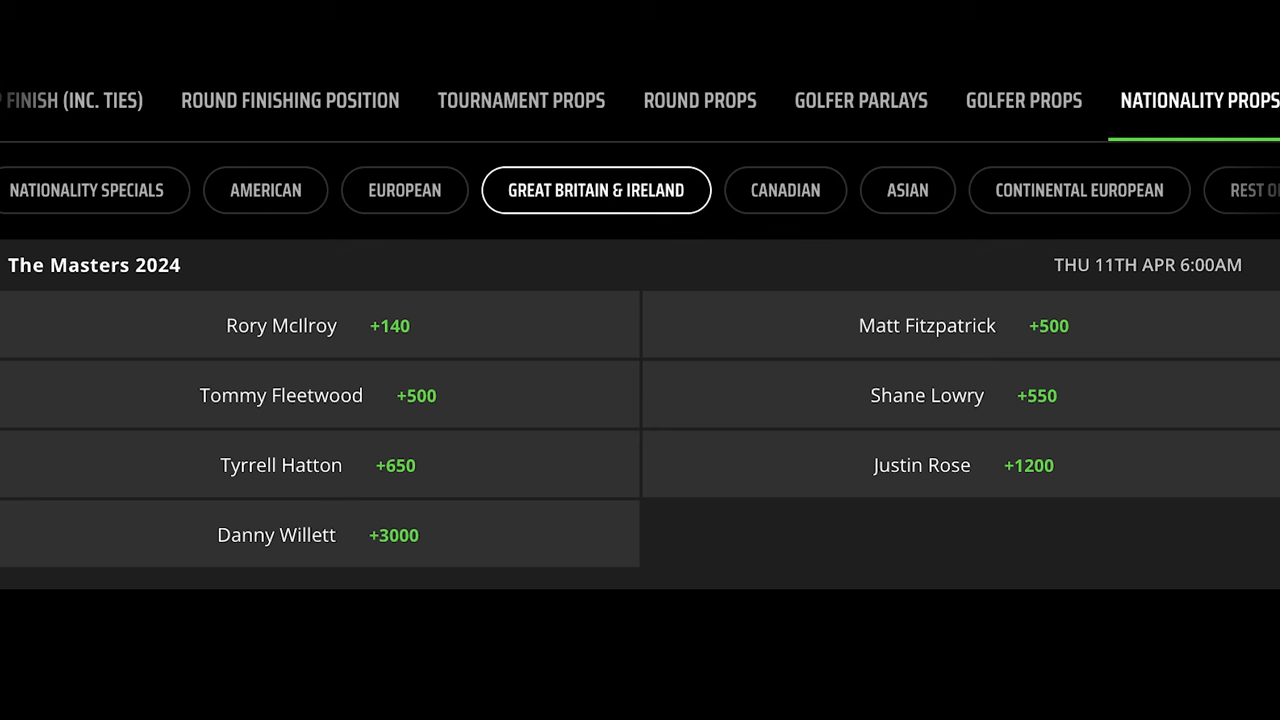 FINISH (INC. TIES) ROUND FINISHING POSITION TOURNAMENT PROPS ROUND PROPS GOLFER PARLAYS GOLFER PROPS NATIONALITY PROPS
NATIONALITY SPECIALS AMERICAN EUROPEAN GREAT BRITAIN & IRELAND CANADIAN ASIAN CONTINENTAL EUROPEAN REST
The Masters 2024 THU 11TH APR 6:00AM
Rory McIlroy +140 Matt Fitzpatrick +500
Tommy Fleetwood +500 Shane Lowry +550
Tyrrell Hatton +650 Justin Rose +1200
Danny Willett +3000